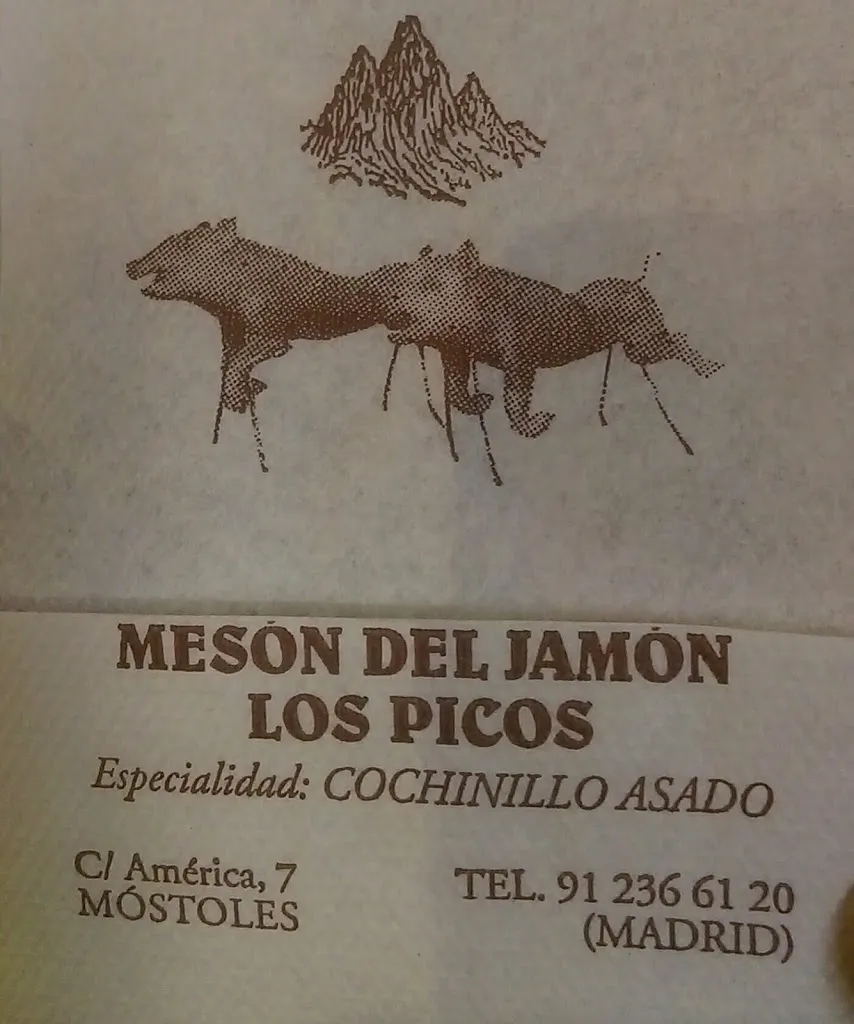 MESÓN DEL JAMÓN
LOS PICOS
Especialidad: COCHINILLO ASADO
C/ América, 7
MÓSTOLES
TEL. 91 236 61 20
(MADRID)